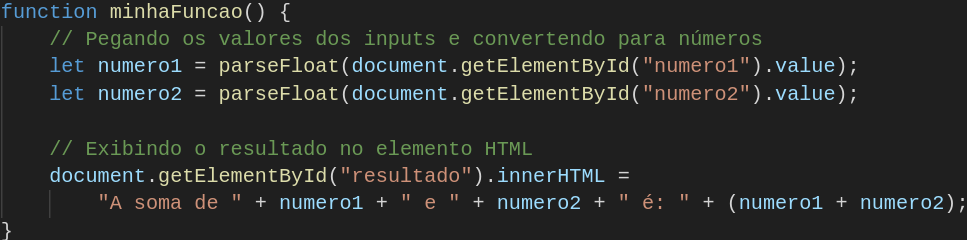 function minhaFuncao() {
    // Pegando os valores dos inputs e convertendo para números
    let numero1 = parseFloat(document.getElementById("numero1").value);
    let numero2 = parseFloat(document.getElementById("numero2").value);

    // Exibindo o resultado no elemento HTML
    document.getElementById("resultado").innerHTML =
        "A soma de " + numero1 + " e " + numero2 + " é: " + (numero1 + numero2);
}